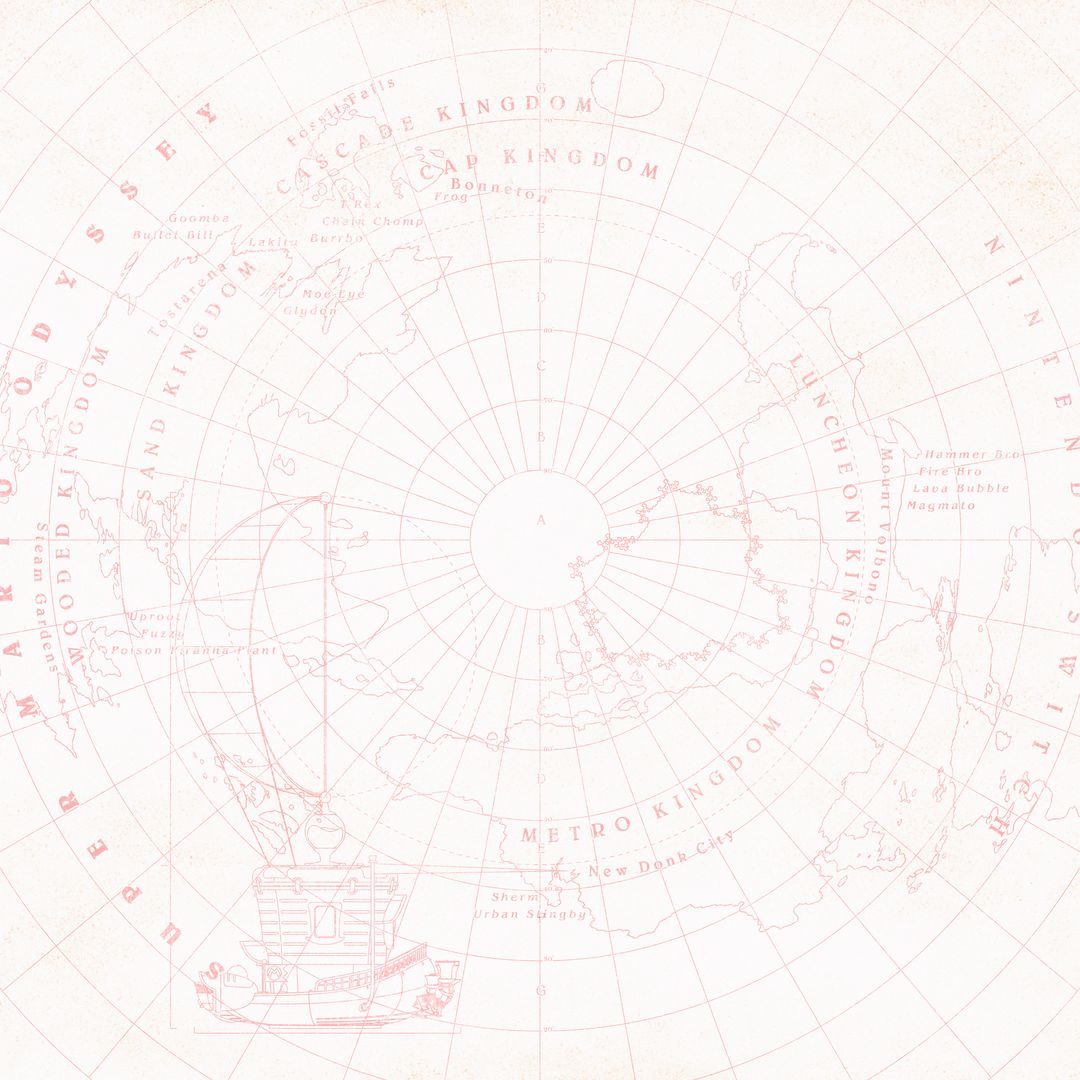 SUPER MARIO ODYSSEY
NINTENDO SWITCH
Fossil Falls
CASCADE KINGDOM
T-Rex
Chain Chomp
Burrbo
CAP KINGDOM
Bonneton
Frog
Goomba
Bullet Bill
Lakitu
Tostarena
SAND KINGDOM
Moe-Eye
Glydon
WOODED KINGDOM
Steam Gardens
Uproot
Fuzzy
Poison Piranha Plant
LUNCHEON KINGDOM
Mount Volbono
Hammer Bro
Fire Bro
Lava Bubble
Magmato
METRO KINGDOM
New Donk City
Sherm
Urban Stingby
G
E
D
C
B
A
B
D
E
G
G